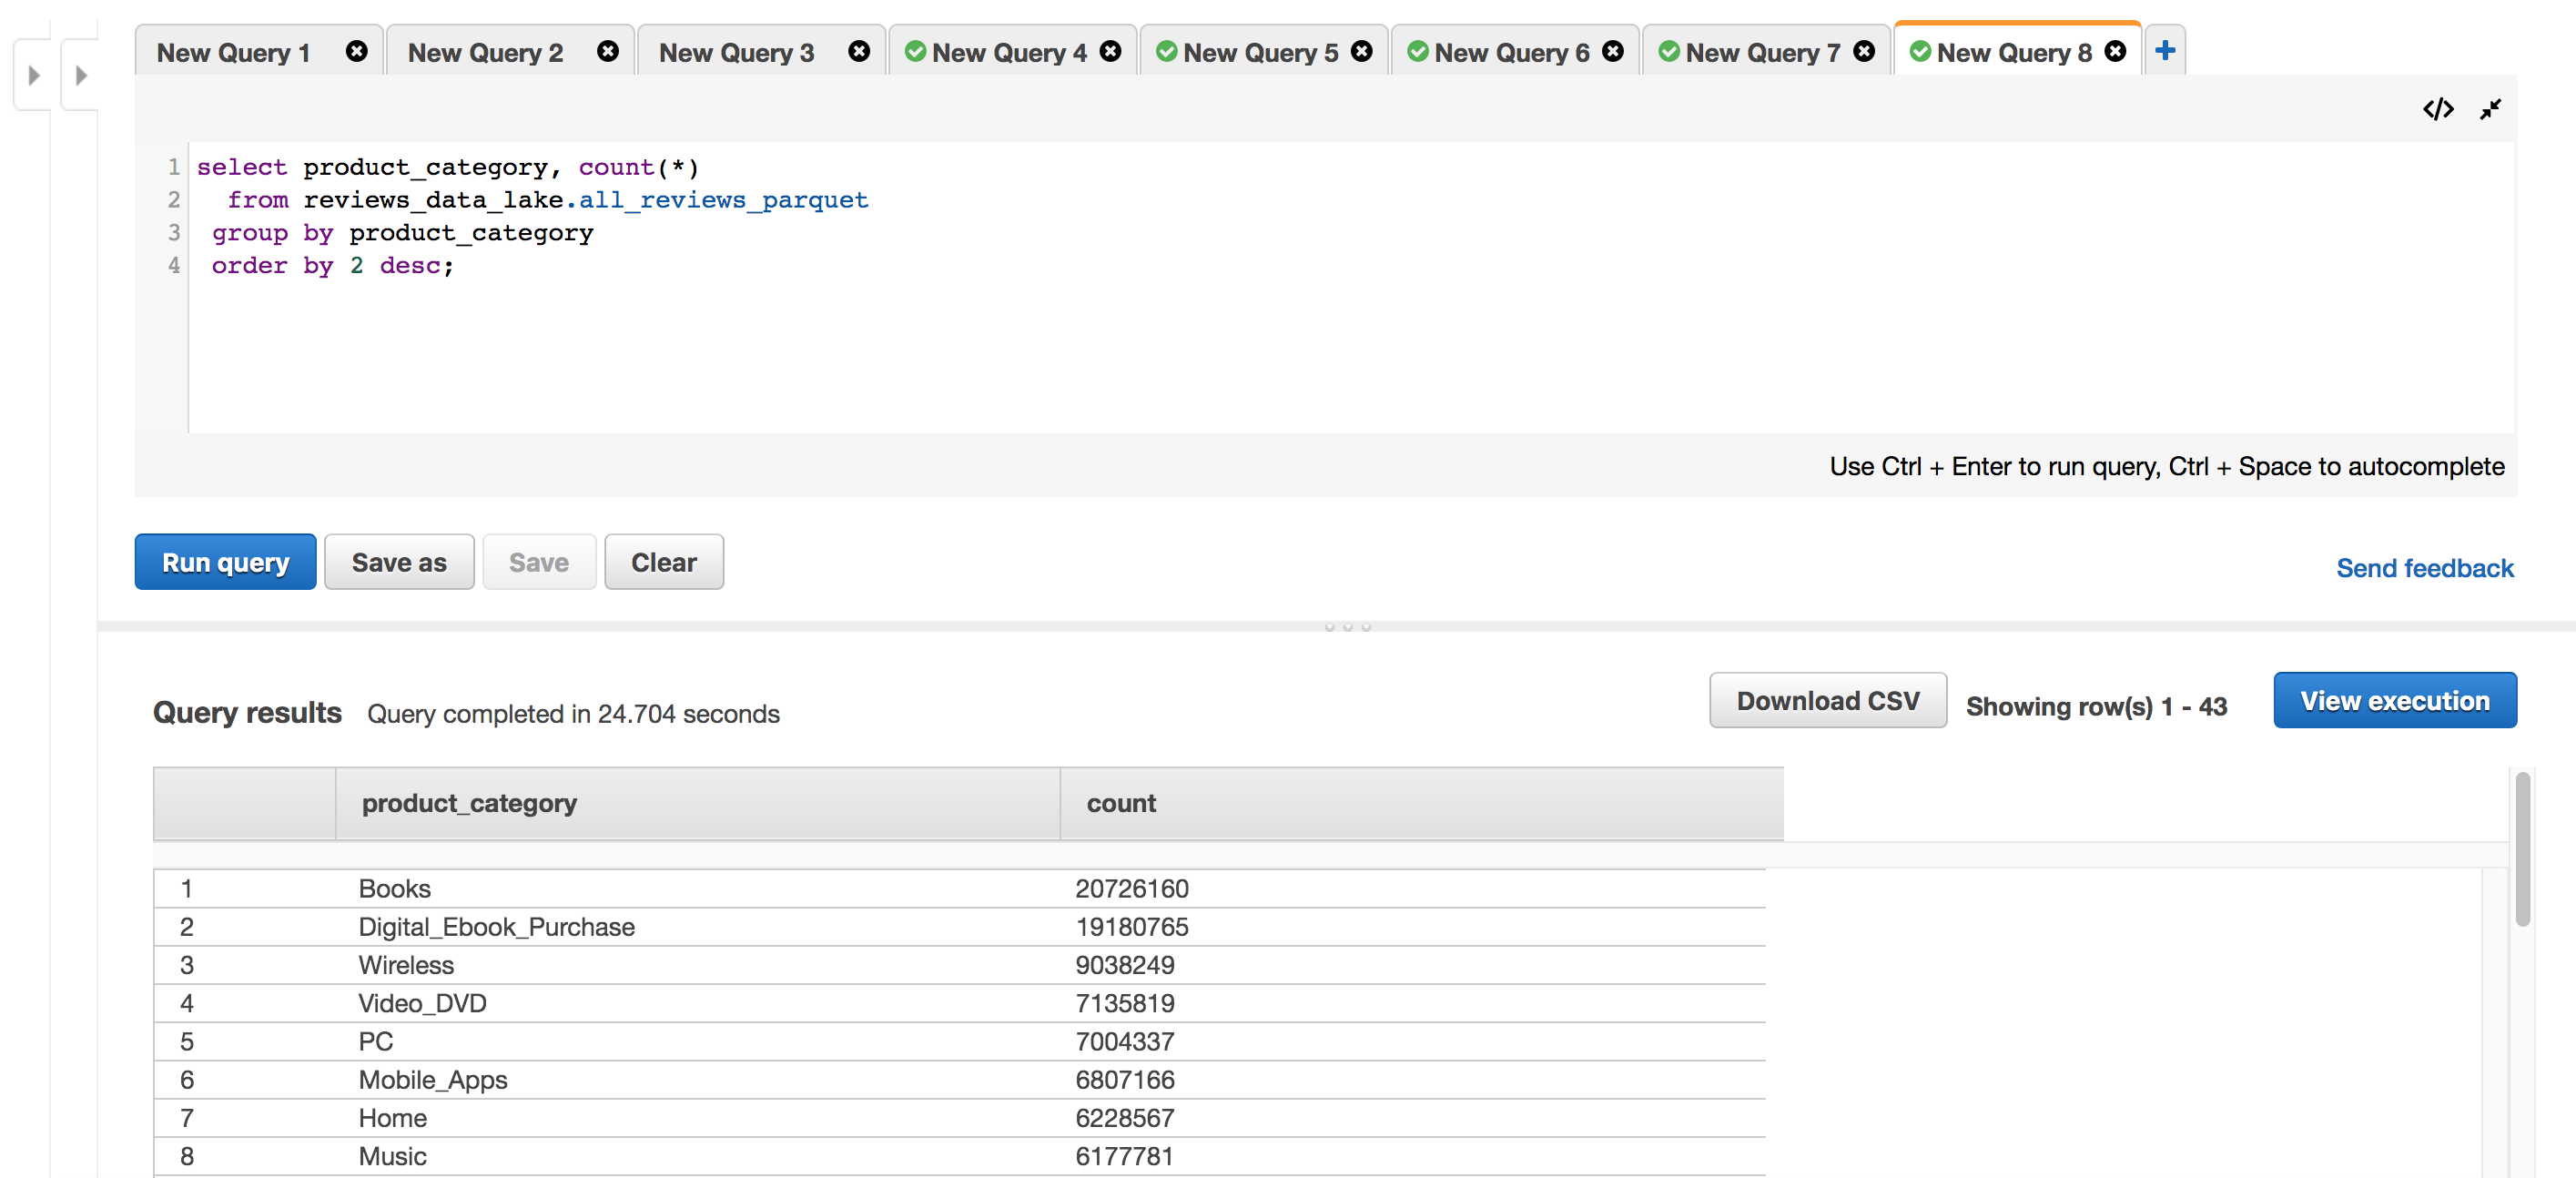 New Query 1 New Query 2 New Query 3 New Query 4 New Query 5 New Query 6 New Query 7 New Query 8
1 select product_category, count(*)
2 from reviews_data_lake.all_reviews_parquet
3 group by product_category
4 order by 2 desc;
Use Ctrl + Enter to run query, Ctrl + Space to autocomplete
Run query Save as Save Clear Send feedback
Query results Query completed in 24.704 seconds Download CSV Showing row(s) 1 - 43 View execution
product_category count
1 Books 20726160
2 Digital_Ebook_Purchase 19180765
3 Wireless 9038249
4 Video_DVD 7135819
5 PC 7004337
6 Mobile_Apps 6807166
7 Home 6228567
8 Music 6177781